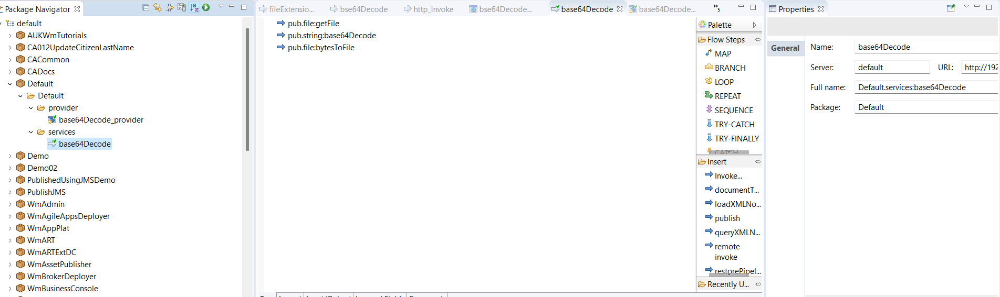 Package Navigator
default
AUKWmTutorials
CA012UpdateCitizenLastName
CACommon
CADocs
Default
Default
provider
base64Decode_provider
services
base64Decode
Demo
Demo02
PublishedUsingJMSDemo
PublishJMS
WmAdmin
WmAgileAppsDeployer
WmAppPlat
WmART
WmARTExtDC
WmAssetPublisher
WmBrokerDeployer
WmBusinessConsole
fileExtensio... bse64Decode http_Invoke bse64Decode... base64Decode base64Decode... »5
pub.file:getFile
pub.string:base64Decode
pub.file:bytesToFile
Palette
Flow Steps
MAP
BRANCH
LOOP
REPEAT
SEQUENCE
TRY-CATCH
TRY-FINALLY
CATCH
Insert
Invoke...
documentT...
loadXMLNo...
publish
queryXMLN...
remote
invoke
restorePipel...
Recently U...
Properties
General
Name: base64Decode
Server: default URL: http://192
Full name: Default.services:base64Decode
Package: Default